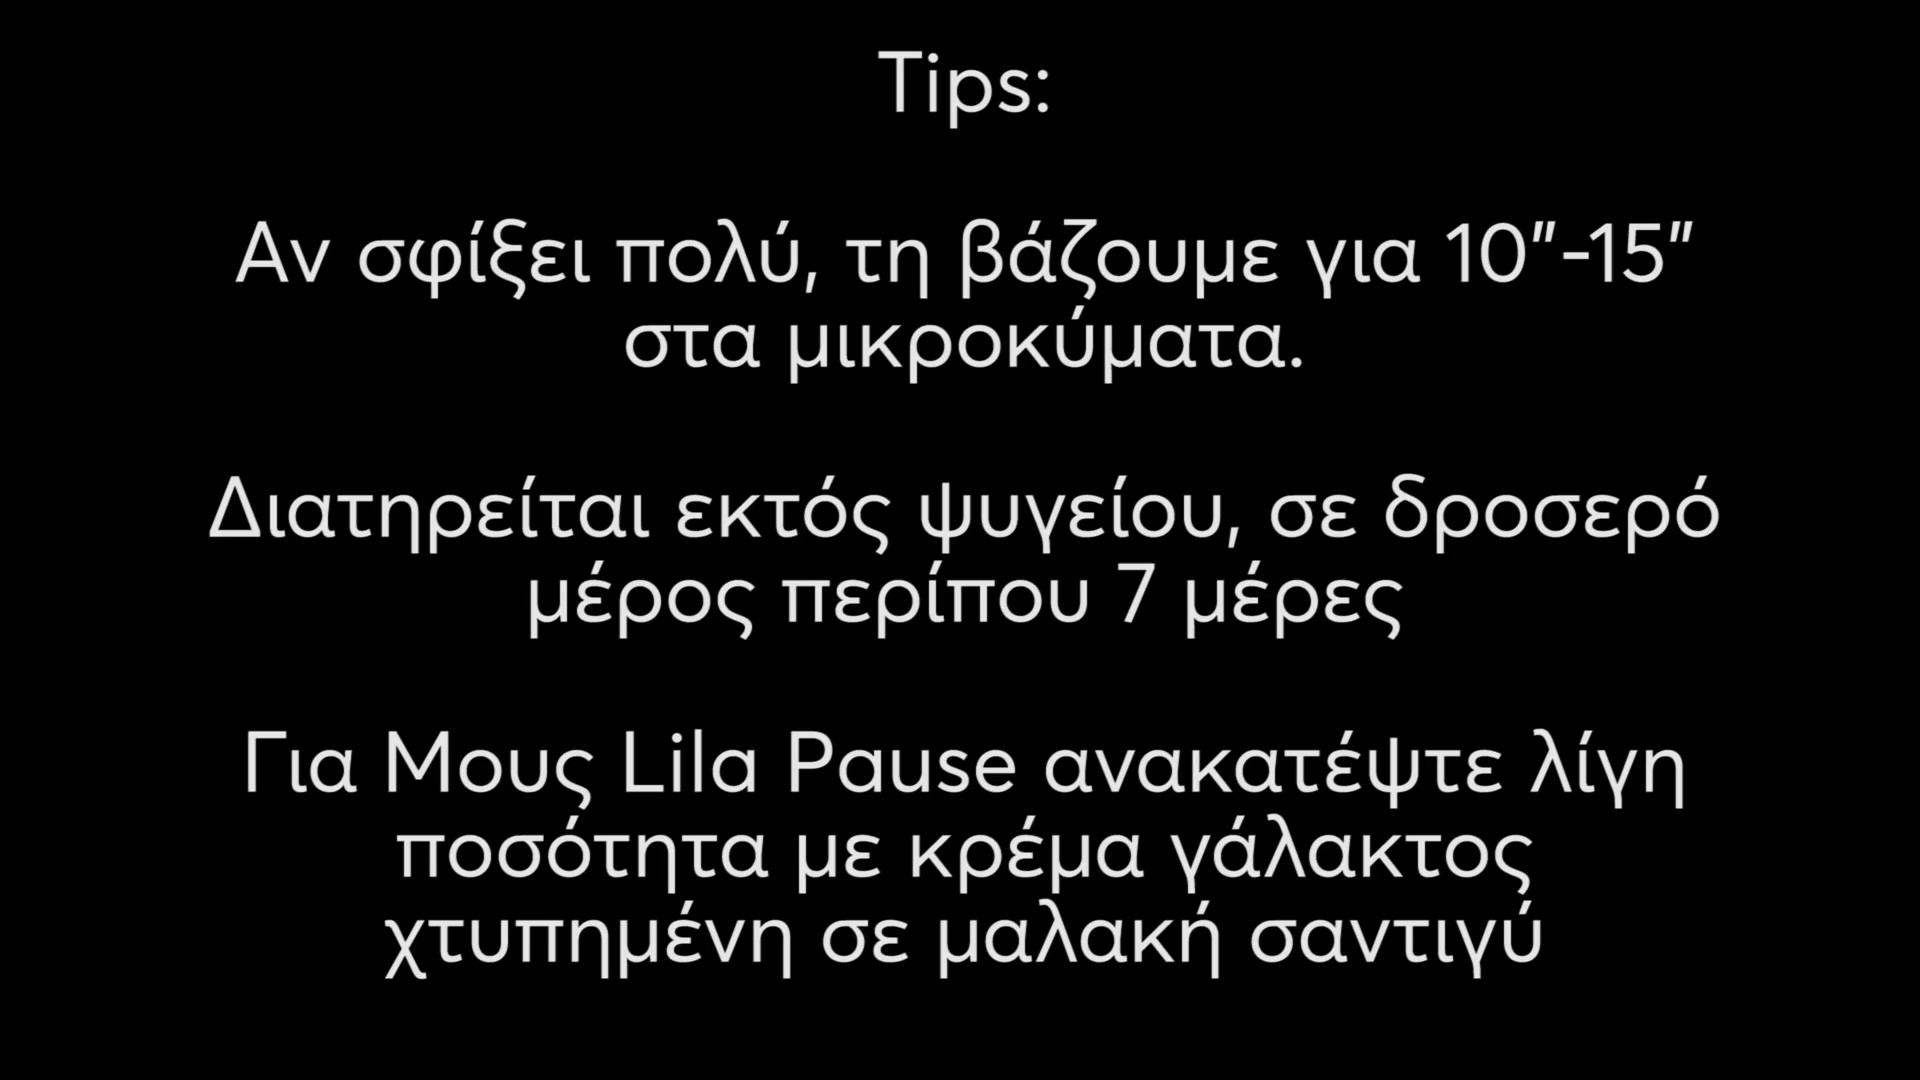 Tips:
Αν σφίξει πολύ, τη βάζουμε για 10"-15"
στα μικροκύματα.
Διατηρείται εκτός ψυγείου, σε δροσερό
μέρος περίπου 7 μέρες
Για Μους Lila Pause ανακατέψτε λίγη
ποσότητα με κρέμα γάλακτος
χτυπημένη σε μαλακή σαντιγύ